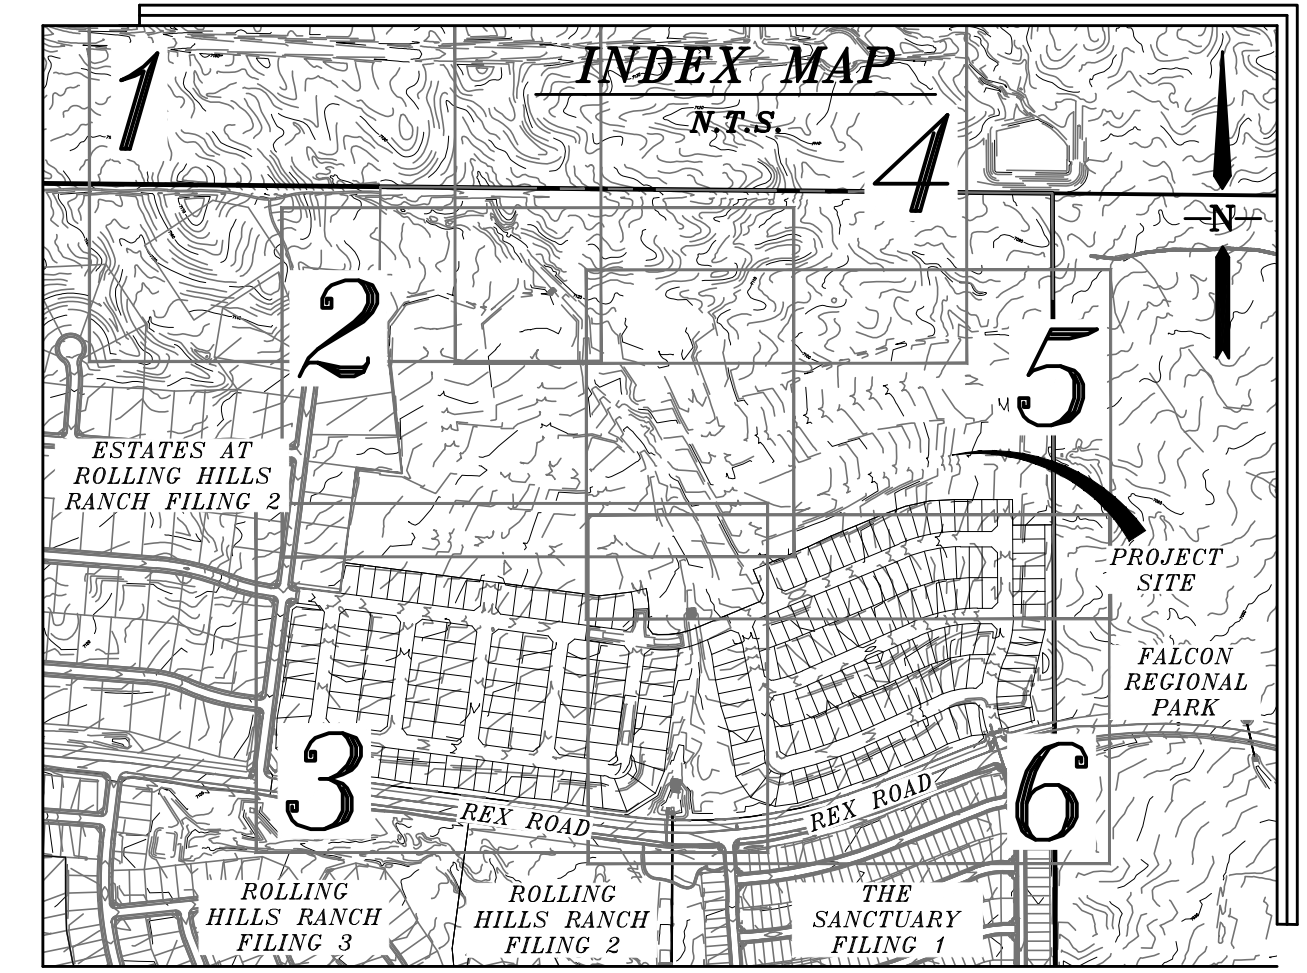 INDEX MAP
N.T.S.
1
4
N
2
5
ESTATES AT
ROLLING HILLS
RANCH FILING 2
PROJECT
SITE
FALCON
REGIONAL
PARK
3
6
REX ROAD
REX ROAD
ROLLING
HILLS RANCH
FILING 3
ROLLING
HILLS RANCH
FILING 2
THE
SANCTUARY
FILING 1